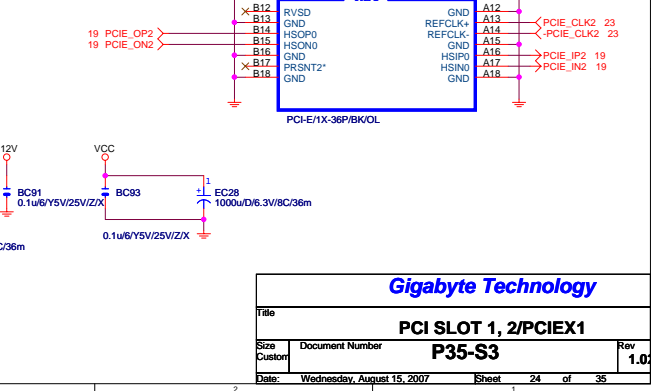 B12 RVSD GND A12
B13 GND REFCLK+ A13 PCIE_CLK2 23
19 PCIE_OP2 B14 HSOP0 REFCLK- A14 -PCIE_CLK2 23
19 PCIE_ON2 B15 HSON0 GND A15
B16 GND HSIP0 A16 PCIE_IP2 19
B17 PRSNT2* HSIN0 A17 PCIE_IN2 19
B18 GND GND A18
PCI-E/1X-36P/BK/OL
12V VCC
1
BC91 BC93 + EC28
0.1u/6/Y5V/25V/Z/X 1000u/D/6.3V/8C/36m
0.1u/6/Y5V/25V/Z/X
/36m
Gigabyte Technology
Title
PCI SLOT 1, 2/PCIEX1
Size Document Number Rev
Custom P35-S3 1.02
Date: Wednesday, August 15, 2007 Sheet 24 of 35
2 1